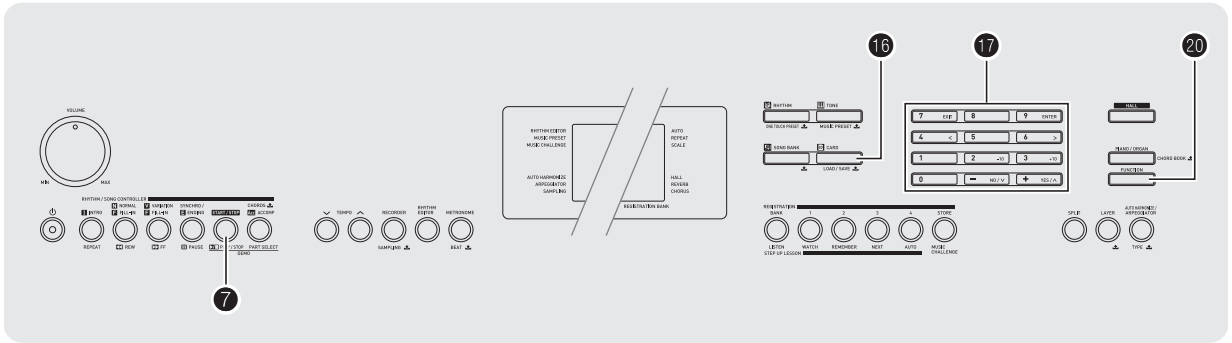 16
17
20
VOLUME
MIN
MAX
RHYTHM / SONG CONTROLLER
I INTRO
REPEAT
N NORMAL
F FILL-IN
REW
V VARIATION
F FILL-IN
FF
SYNCHRO /
E ENDING
PAUSE
START/STOP
PLAY / STOP
CHORDS
ACCOMP
PART SELECT
DEMO
7
TEMPO
RECORDER
SAMPLING
RHYTHM
EDITOR
METRONOME
BEAT
RHYTHM EDITOR
MUSIC PRESET
MUSIC CHALLENGE
AUTO HARMONIZE
ARPEGGIATOR
SAMPLING
AUTO
REPEAT
SCALE
HALL
REVERB
CHORUS
REGISTRATION BANK
RHYTHM
ONE TOUCH PRESET
TONE
MUSIC PRESET
SONG BANK
CARD
LOAD / SAVE
7 EXIT
8
9 ENTER
4 <
5
6 >
1
2 -10
3 +10
0
- NO / ∨
+ YES / ∧
REGISTRATION
BANK 1 2 3 4 STORE
LISTEN WATCH REMEMBER NEXT AUTO MUSIC
CHALLENGE
STEP UP LESSON
HALL
PIANO / ORGAN
CHORD BOOK
FUNCTION
SPLIT
LAYER
AUTO HARMONIZE /
ARPEGGIATOR
TYPE